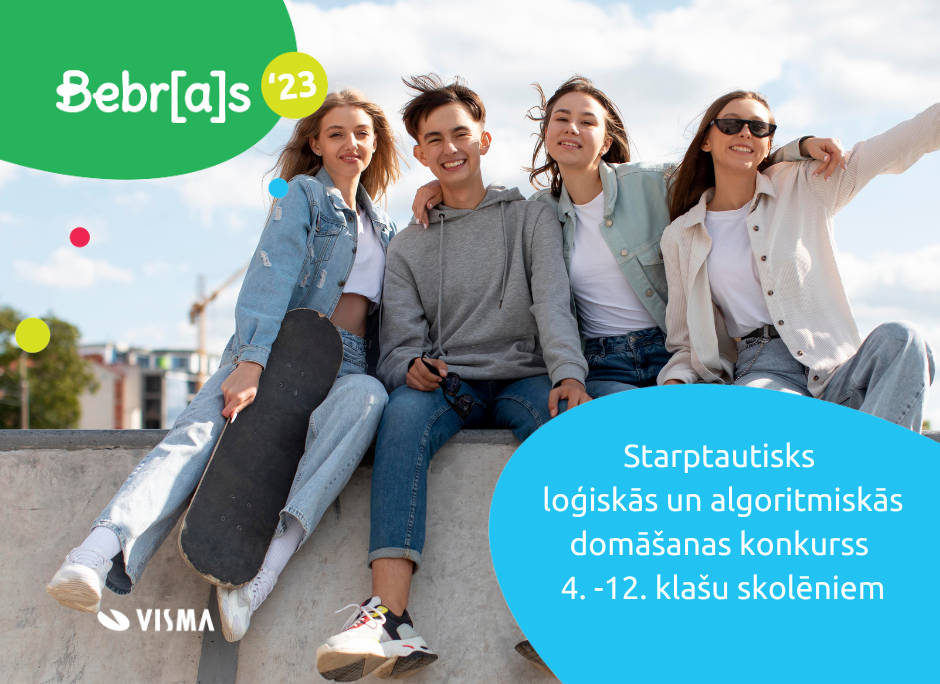 Bebr[a]s '23
Starptautisks
loģiskās un algoritmiskās
domāšanas konkurss
4. -12. klašu skolēniem
VISMA